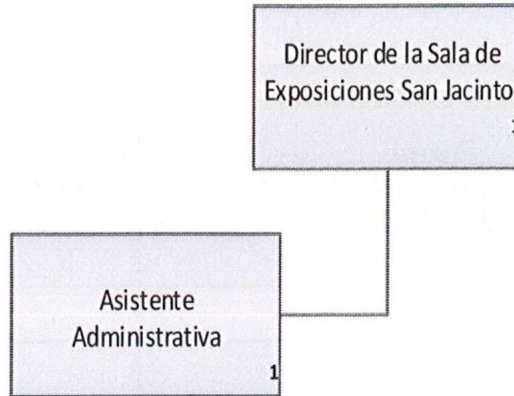 Director de la Sala de
Exposiciones San Jacinto
Asistente
Administrativa
1